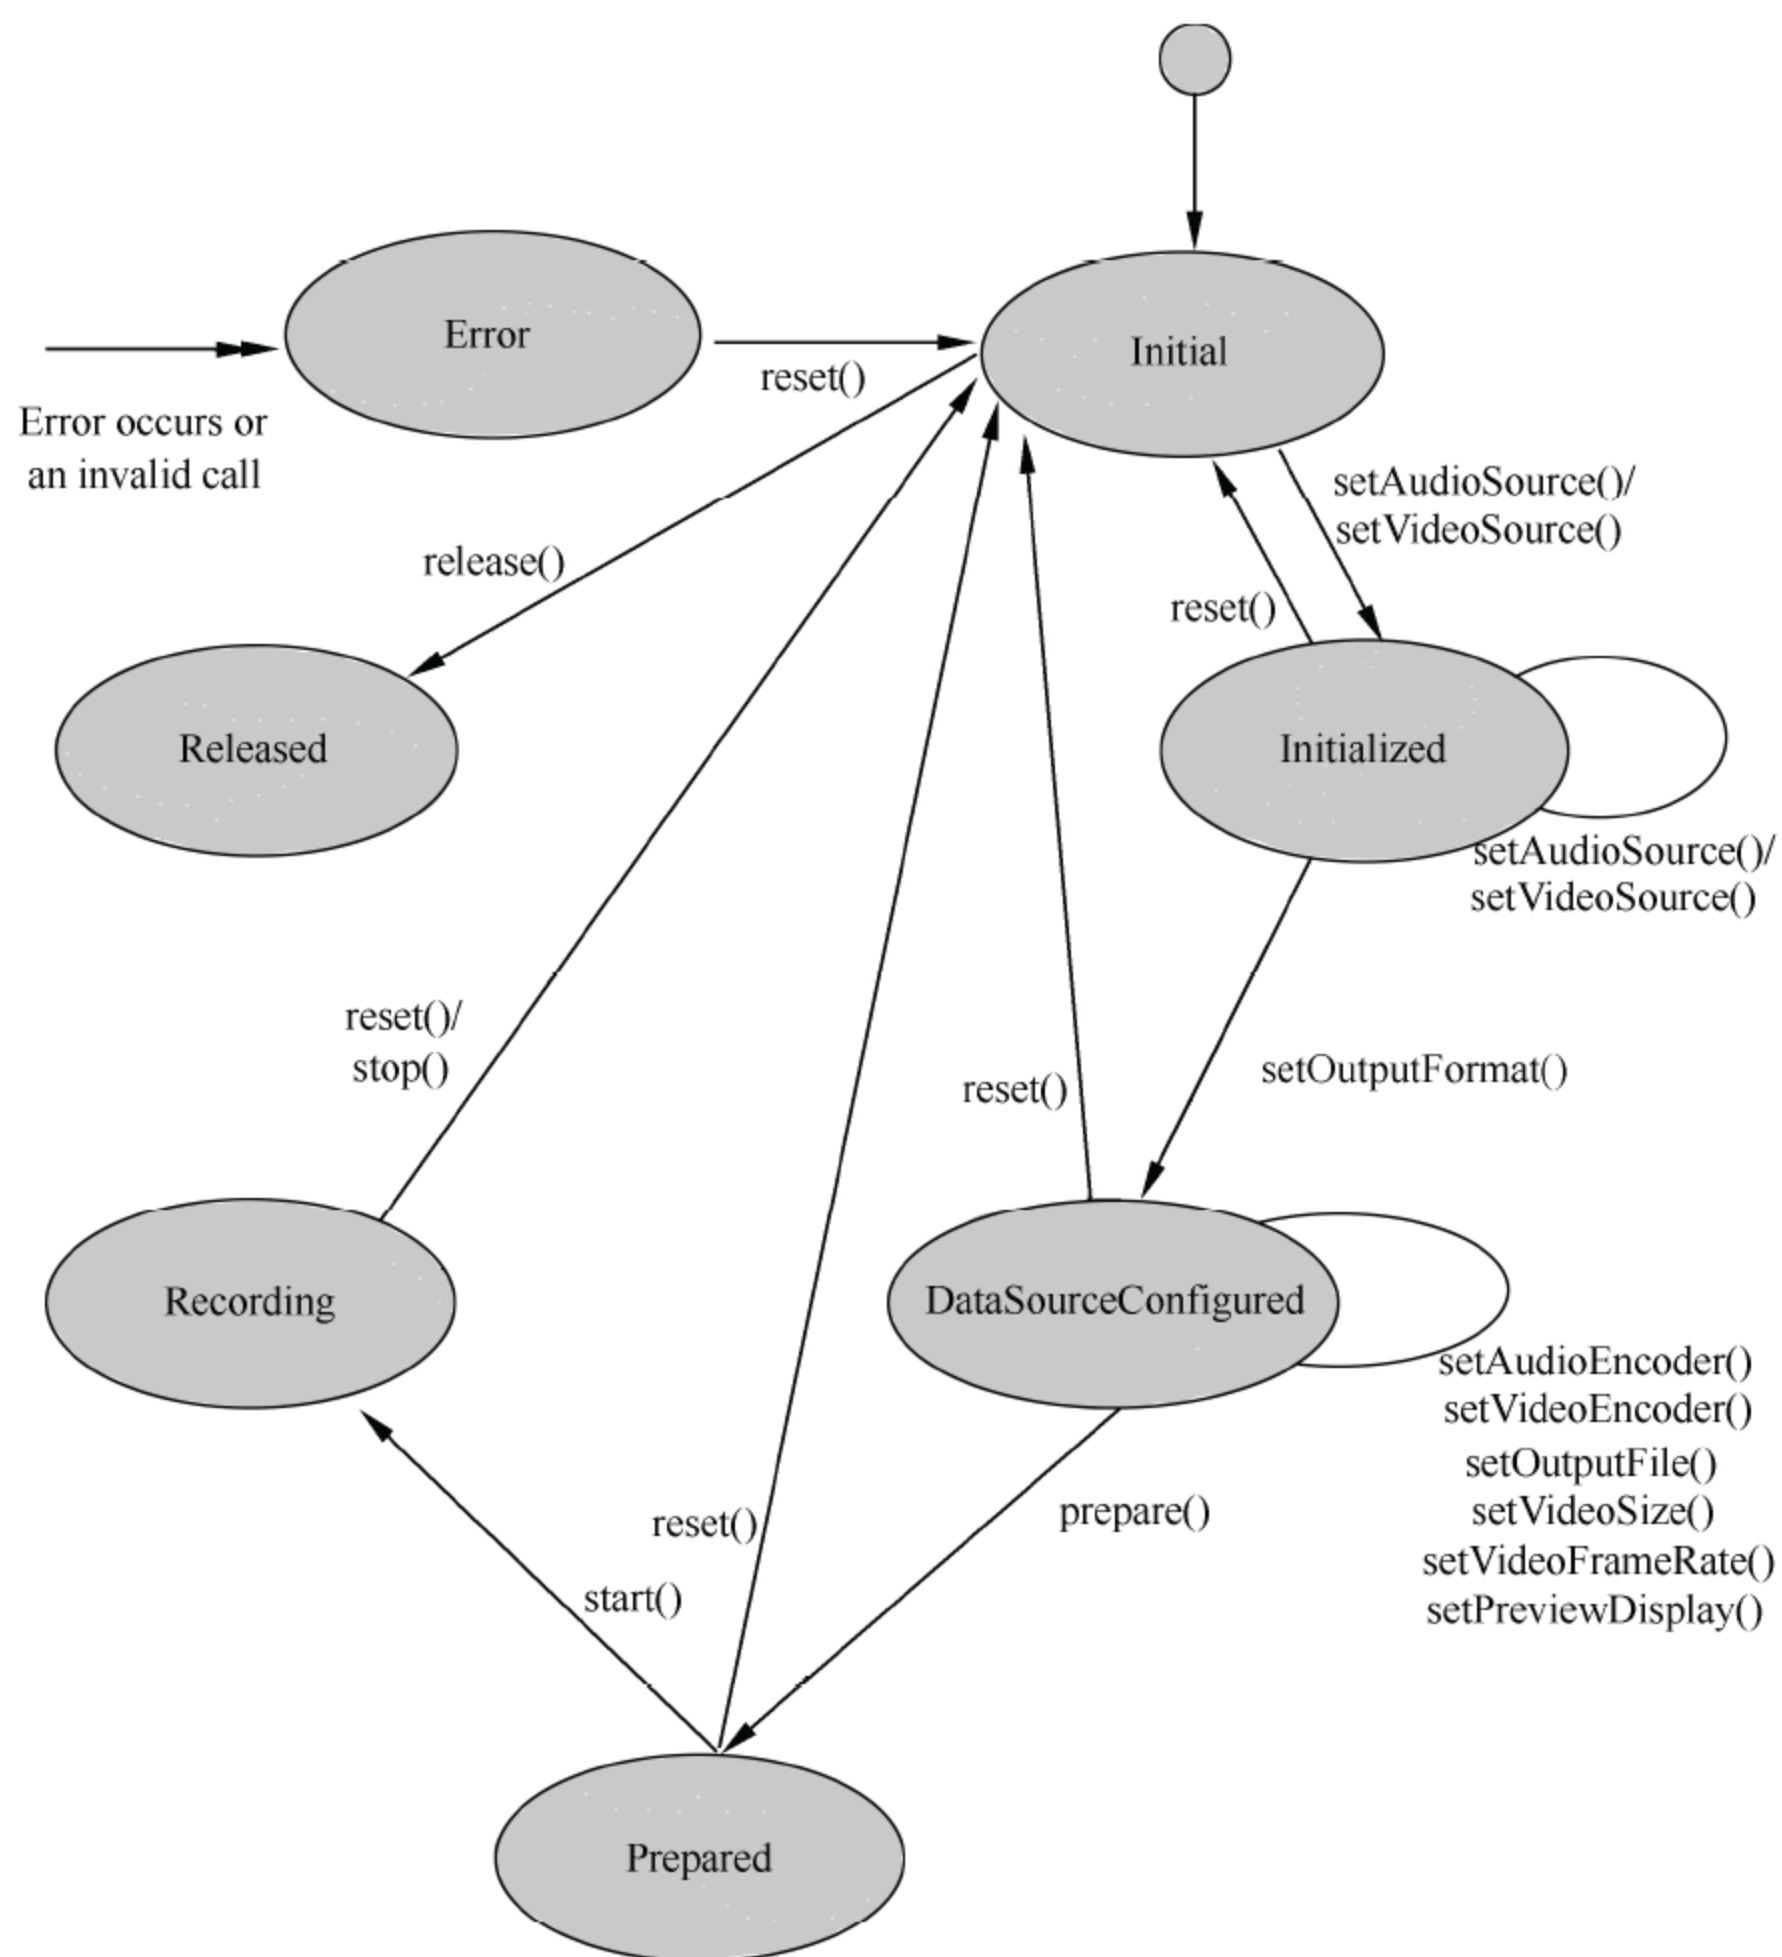 Error
Initial
reset()
Error occurs or
an invalid call
setAudioSource()/
setVideoSource()
release()
reset()
Released
Initialized
setAudioSource()/
setVideoSource()
reset()/
stop()
reset()
setOutputFormat()
Recording
DataSourceConfigured
setAudioEncoder()
setVideoEncoder()
setOutputFile()
setVideoSize()
setVideoFrameRate()
setPreviewDisplay()
reset()
prepare()
start()
Prepared